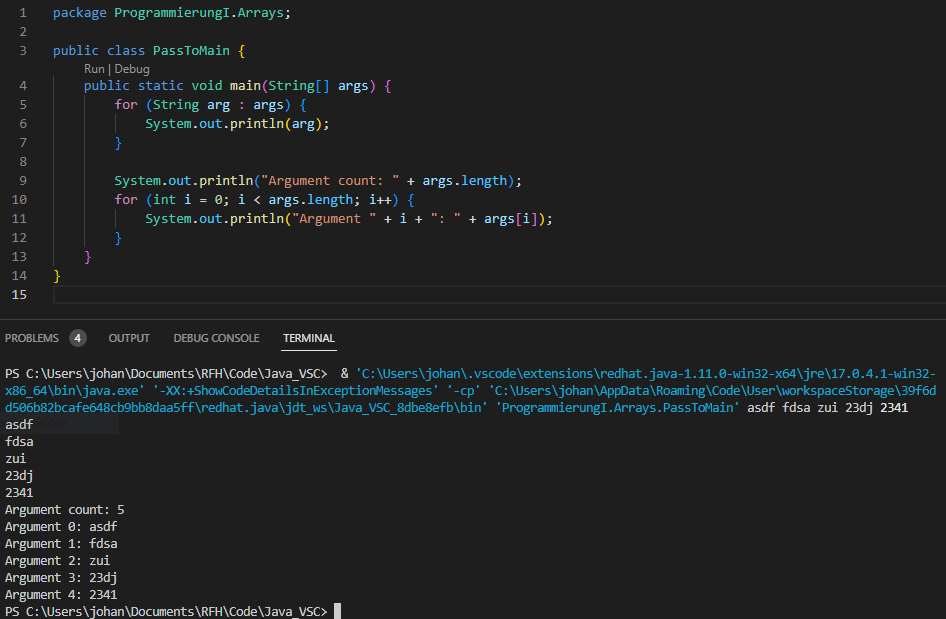 1 package ProgrammierungI.Arrays;
2
3 public class PassToMain {
Run | Debug
4 public static void main(String[] args) {
5 for (String arg : args) {
6 System.out.println(arg);
7 }
8
9 System.out.println("Argument count: " + args.length);
10 for (int i = 0; i < args.length; i++) {
11 System.out.println("Argument " + i + ": " + args[i]);
12 }
13 }
14 }
15
PROBLEMS 4 OUTPUT DEBUG CONSOLE TERMINAL
PS C:\Users\johan\Documents\RFH\Code\Java_VSC> & 'C:\Users\johan\.vscode\extensions\redhat.java-1.11.0-win32-x64\jre\17.0.4.1-win32-
x86_64\bin\java.exe' '-XX:+ShowCodeDetailsInExceptionMessages' '-cp' 'C:\Users\johan\AppData\Roaming\Code\User\workspaceStorage\39f6d
d506b82bcafe648cb9bb8daa5ff\redhat.java\jdt_ws\Java_VSC_8dbe8efb\bin' 'ProgrammierungI.Arrays.PassToMain' asdf fdsa zui 23dj 2341
asdf
fdsa
zui
23dj
2341
Argument count: 5
Argument 0: asdf
Argument 1: fdsa
Argument 2: zui
Argument 3: 23dj
Argument 4: 2341
PS C:\Users\johan\Documents\RFH\Code\Java_VSC>